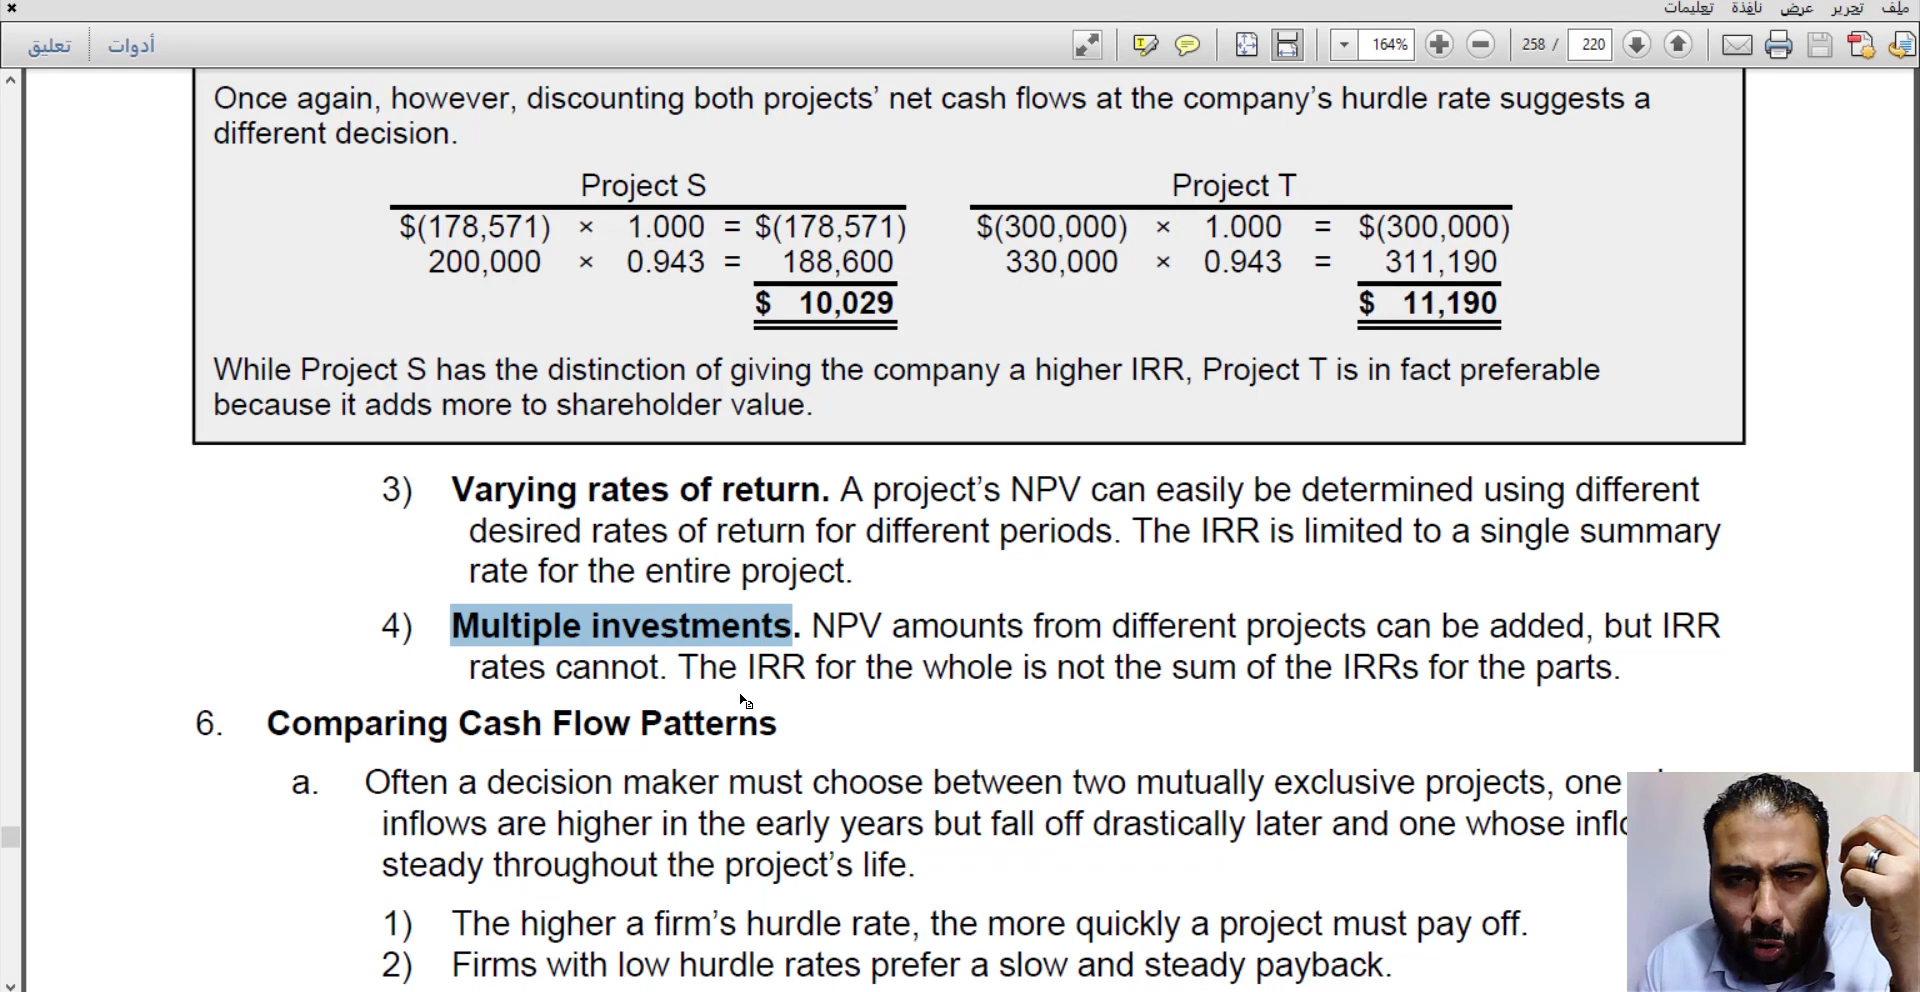 ملف تحرير عرض نافذة تعليمات
220 / 258 164% أدوات تعليق
Once again, however, discounting both projects’ net cash flows at the company’s hurdle rate suggests a
different decision.
Project S Project T
$(178,571) × 1.000 = $(178,571) $(300,000) × 1.000 = $(300,000)
200,000 × 0.943 = 188,600 330,000 × 0.943 = 311,190
$ 10,029 $ 11,190
While Project S has the distinction of giving the company a higher IRR, Project T is in fact preferable
because it adds more to shareholder value.
3) Varying rates of return. A project’s NPV can easily be determined using different
desired rates of return for different periods. The IRR is limited to a single summary
rate for the entire project.
4) Multiple investments. NPV amounts from different projects can be added, but IRR
rates cannot. The IRR for the whole is not the sum of the IRRs for the parts.
6. Comparing Cash Flow Patterns
a. Often a decision maker must choose between two mutually exclusive projects, one
inflows are higher in the early years but fall off drastically later and one whose
steady throughout the project’s life.
1) The higher a firm’s hurdle rate, the more quickly a project must pay off.
2) Firms with low hurdle rates prefer a slow and steady payback.